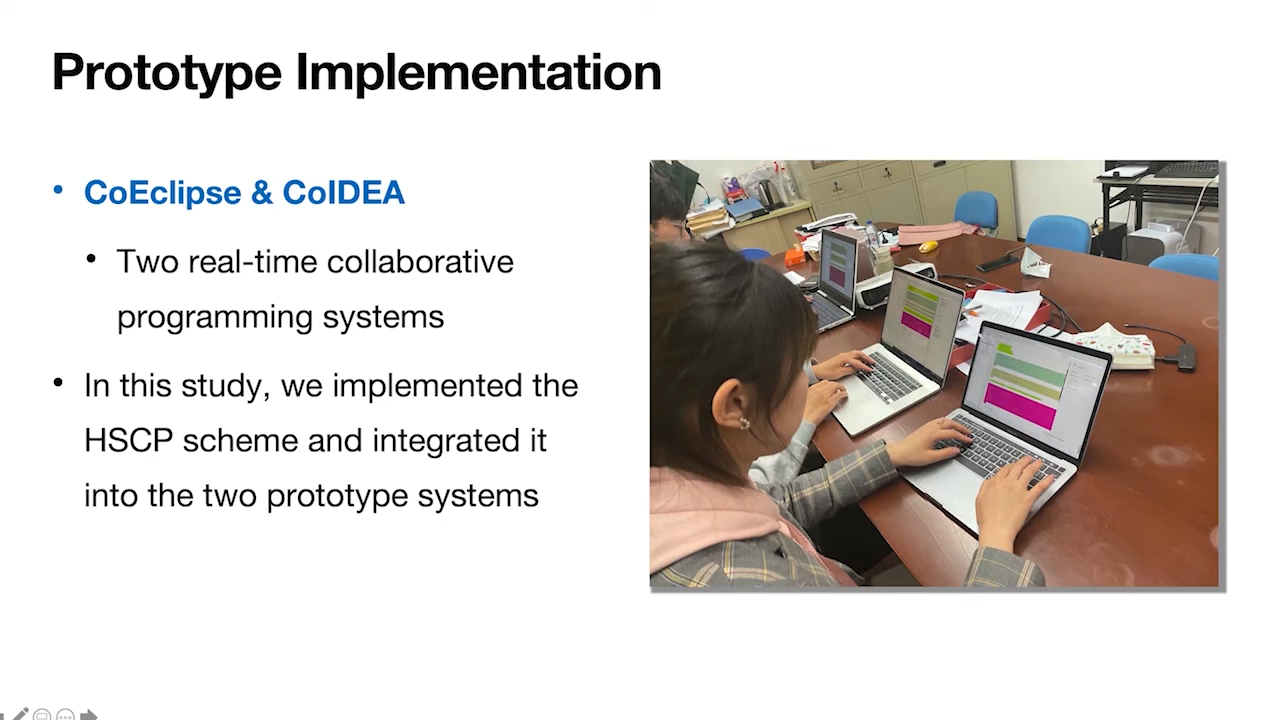 Prototype Implementation
• CoEclipse & CoIDEA
• Two real-time collaborative
programming systems
• In this study, we implemented the
HSCP scheme and integrated it
into the two prototype systems